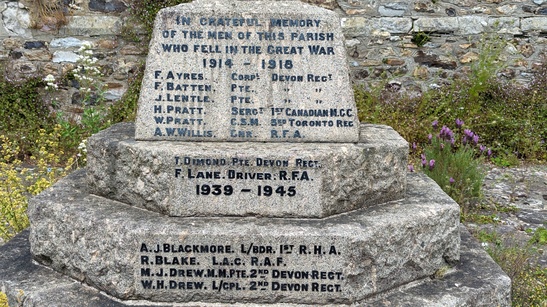 IN GRATEFUL MEMORY
OF THE MEN OF THIS PARISH
WHO FELL IN THE GREAT WAR
1914 - 1918
F. AYRES. CORPL. DEVON REGT.
F. BATTEN. PTE. " "
J. LENTLE. PTE. " "
H. PRATT. SERGT. 1ST CANADIAN M.G.C.
W. PRATT. C.S.M. 3RD TORONTO REG.
A. W. WILLIS. GNR. R.F.A.
T. DIMOND. PTE. DEVON REGT.
F. LANE. DRIVER. R.F.A.
1939 - 1945
A. J. BLACKMORE. L/BDR. 1ST R.H.A.
R. BLAKE. L.A.C. R.A.F.
M. J. DREW. M.M. PTE. 2ND DEVON REGT.
W. H. DREW. L/CPL. 2ND DEVON REGT.